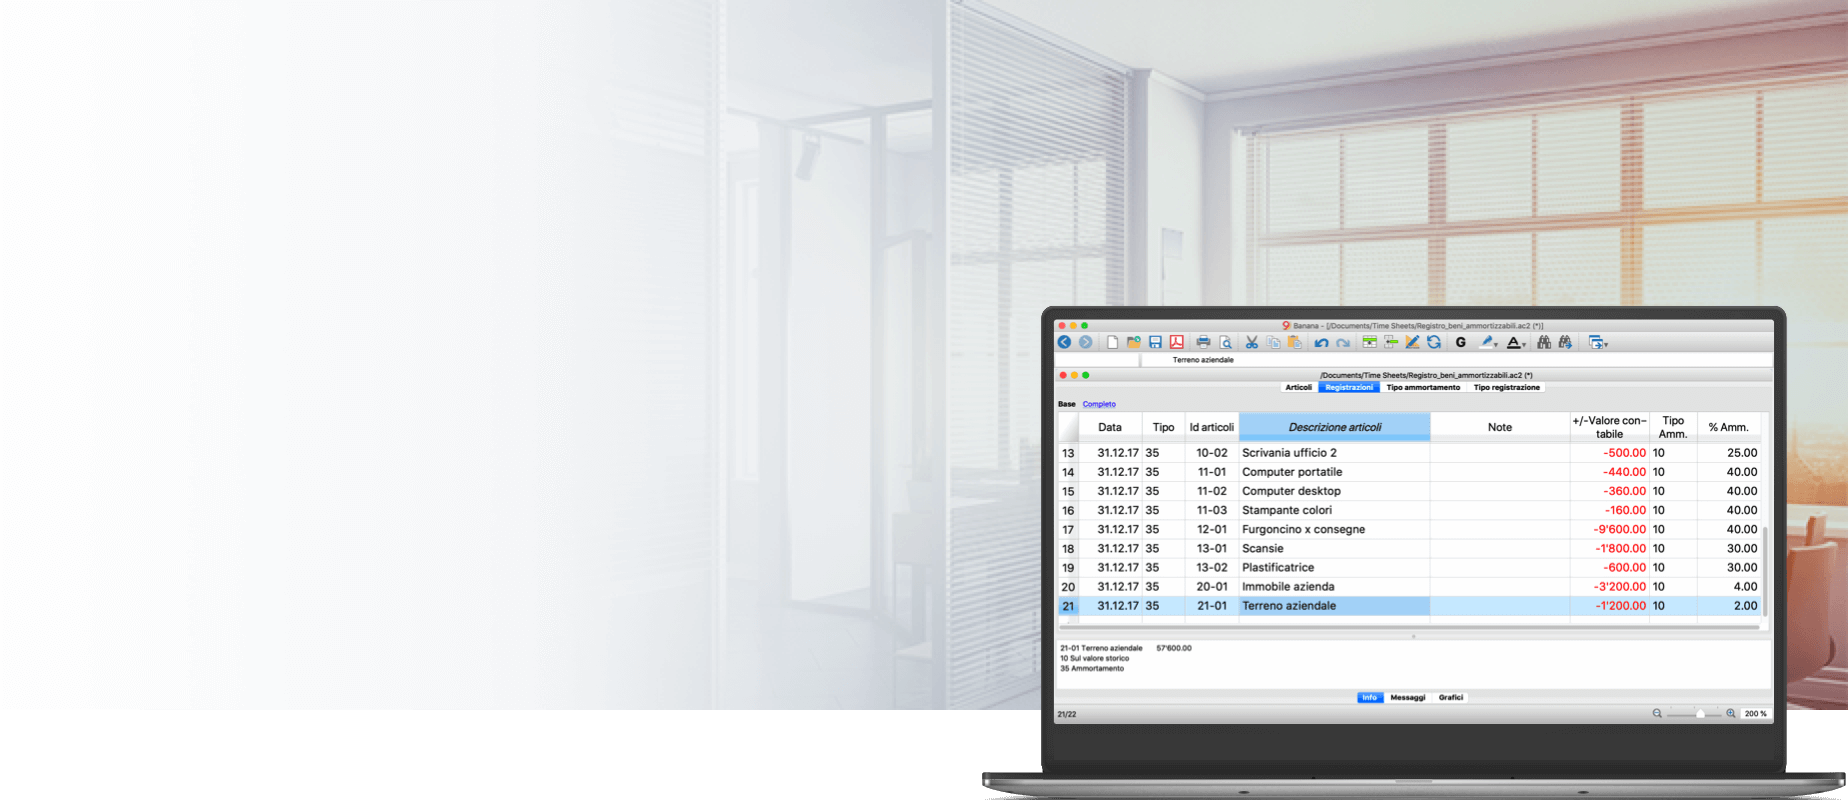 Banana - [/Documents/Time Sheets/Registro_beni_ammortizzabili.ac2 (*)]
G A
Terreno aziendale
/Documents/Time Sheets/Registro_beni_ammortizzabili.ac2 (*)
Articoli Registrazioni Tipo ammortamento Tipo registrazione
Base Completo
Data Tipo Id articoli Descrizione articoli Note +/-Valore con-
tabile Tipo
Amm. % Amm.
13 31.12.17 35 10-02 Scrivania ufficio 2 -500.00 10 25.00
14 31.12.17 35 11-01 Computer portatile -440.00 10 40.00
15 31.12.17 35 11-02 Computer desktop -360.00 10 40.00
16 31.12.17 35 11-03 Stampante colori -160.00 10 40.00
17 31.12.17 35 12-01 Furgoncino x consegne -9'600.00 10 40.00
18 31.12.17 35 13-01 Scansie -1'800.00 10 30.00
19 31.12.17 35 13-02 Plastificatrice -600.00 10 30.00
20 31.12.17 35 20-01 Immobile azienda -3'200.00 10 4.00
21 31.12.17 35 21-01 Terreno aziendale -1'200.00 10 2.00
21-01 Terreno aziendale 57'600.00
10 Sul valore storico
35 Ammortamento
Info Messaggi Grafici
21/22 200 %